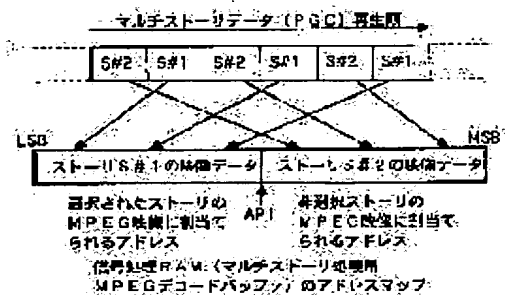 マルチストーリデータ（PGC）再生順
S#2 S#1 S#2 S#1 S#2 S#1
LSB MSB
ストーリS#1の映像データ ストーリS#2の映像データ
選択されたストーリの
MPEG映像に割当て
られるアドレス
AP1
非選択ストーリの
MPEG映像に割当て
られるアドレス
信号処理RAM（マルチストーリ処理用
MPEGデコードバッファ）のアドレスマップ